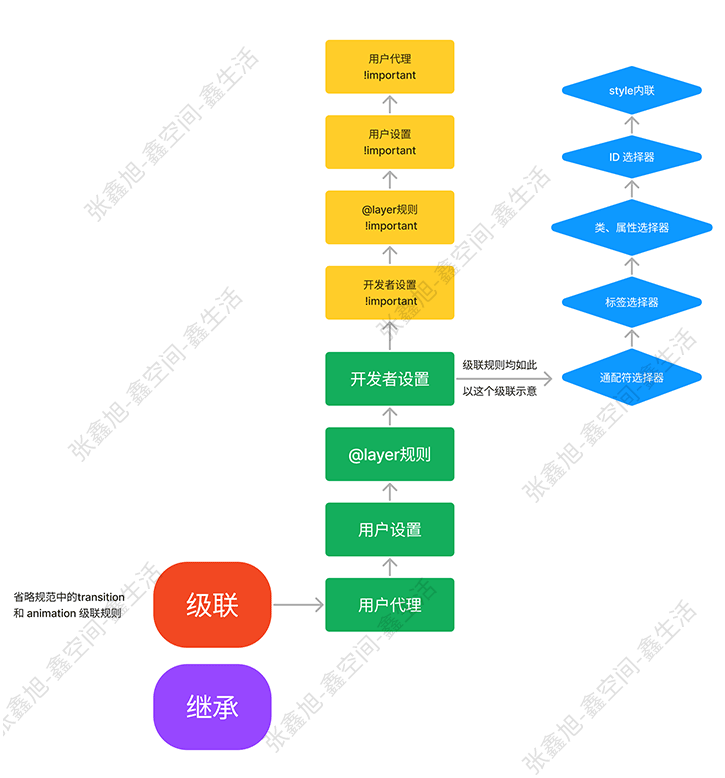 用户代理
!important
用户设置
!important
@layer规则
!important
开发者设置
!important
开发者设置
@layer规则
用户设置
用户代理
级联规则均如此
以这个级联示意
style内联
ID 选择器
类、属性选择器
标签选择器
通配符选择器
省略规范中的transition
和 animation 级联规则
级联
继承
张鑫旭-鑫空间-鑫生活
张鑫旭-鑫空间-鑫生活
张鑫旭-鑫空间-鑫生活
张鑫旭-鑫空间-鑫生活
张鑫旭-鑫空间-鑫生活
张鑫旭-鑫空间-鑫生活
张鑫旭-鑫空间-鑫生活